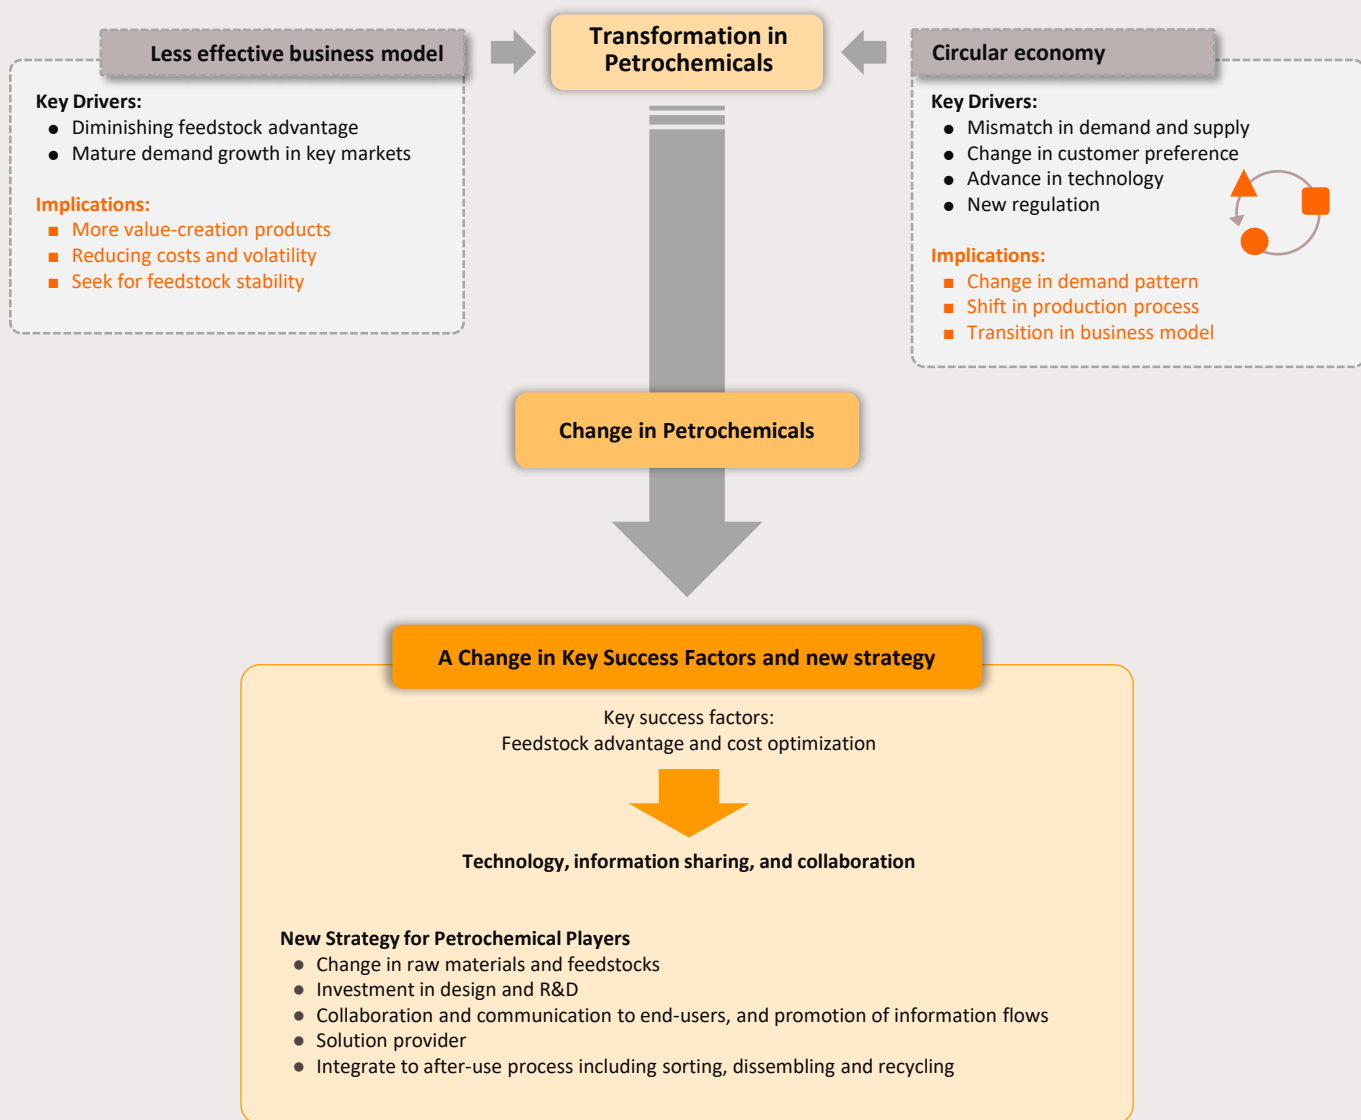 Less effective business model
Key Drivers:
● Diminishing feedstock advantage
● Mature demand growth in key markets
Implications:
■ More value-creation products
■ Reducing costs and volatility
■ Seek for feedstock stability
Transformation in
Petrochemicals
Circular economy
Key Drivers:
● Mismatch in demand and supply
● Change in customer preference
● Advance in technology
● New regulation
Implications:
■ Change in demand pattern
■ Shift in production process
■ Transition in business model
Change in Petrochemicals
A Change in Key Success Factors and new strategy
Key success factors:
Feedstock advantage and cost optimization
Technology, information sharing, and collaboration
New Strategy for Petrochemical Players
● Change in raw materials and feedstocks
● Investment in design and R&D
● Collaboration and communication to end-users, and promotion of information flows
● Solution provider
● Integrate to after-use process including sorting, dissembling and recycling